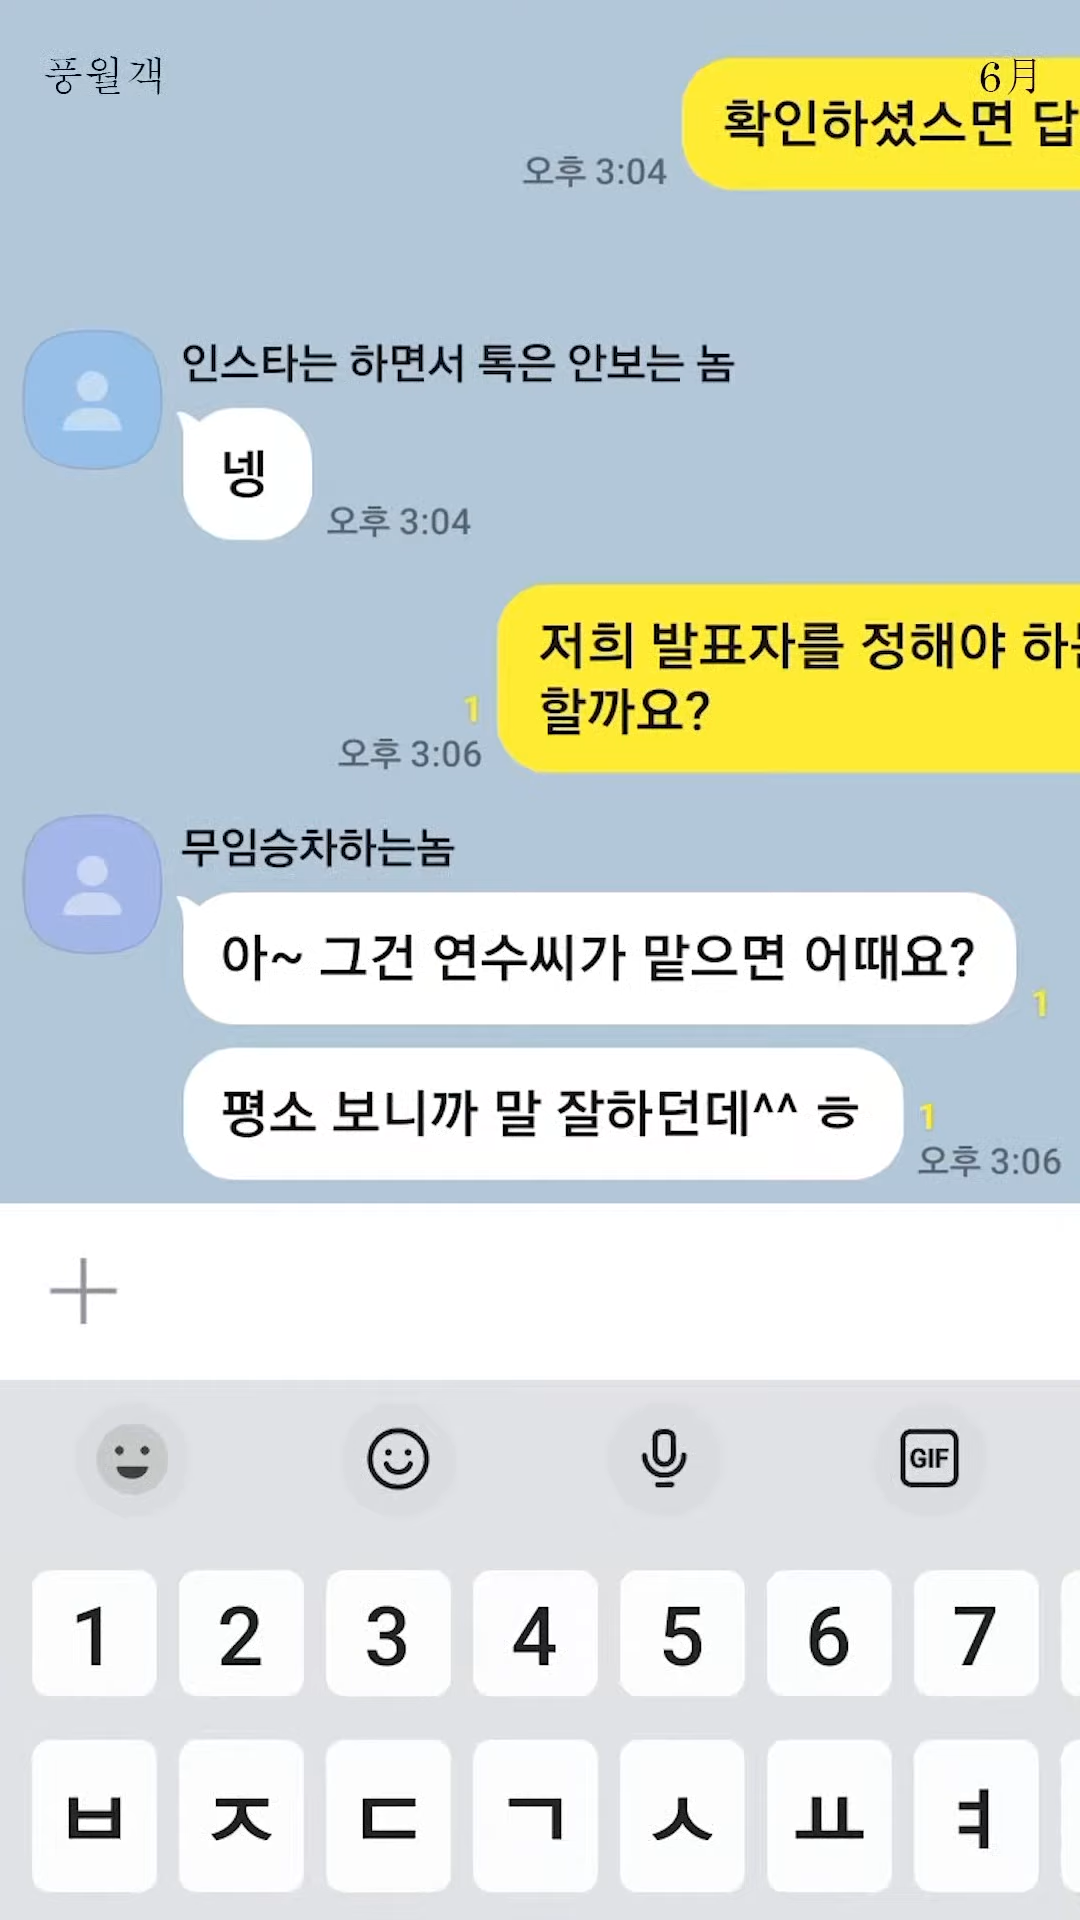 풍월객
6月
확인하셨스면 답
오후 3:04
인스타는 하면서 톡은 안보는 놈
넹
오후 3:04
저희 발표자를 정해야 하는
할까요?
1
오후 3:06
무임승차하는놈
아~ 그건 연수씨가 맡으면 어때요?
1
평소 보니까 말 잘하던데^^ ㅎ
1
오후 3:06
GIF
1 2 3 4 5 6 7
ㅂ ㅈ ㄷ ㄱ ㅅ ㅛ ㅕ